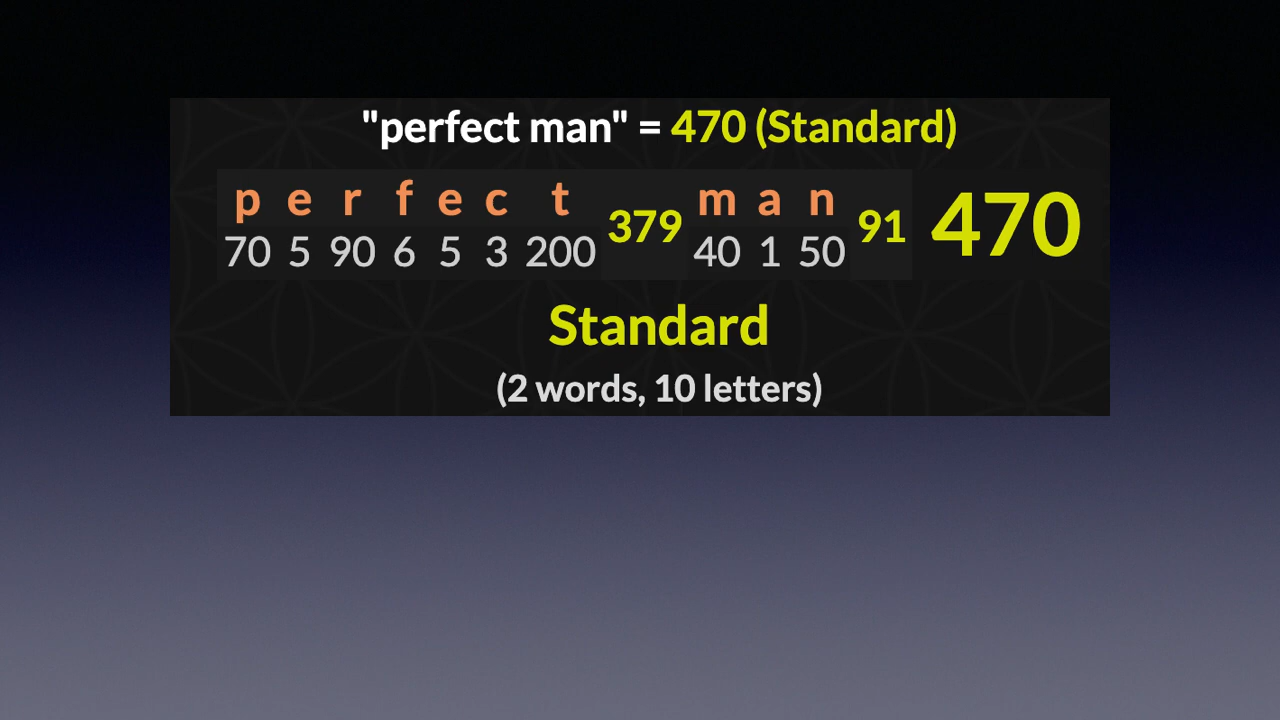 "perfect man" = 470 (Standard)
p e r f e c t m a n
70 5 90 6 5 3 200 379 40 1 50 91 470
Standard
(2 words, 10 letters)